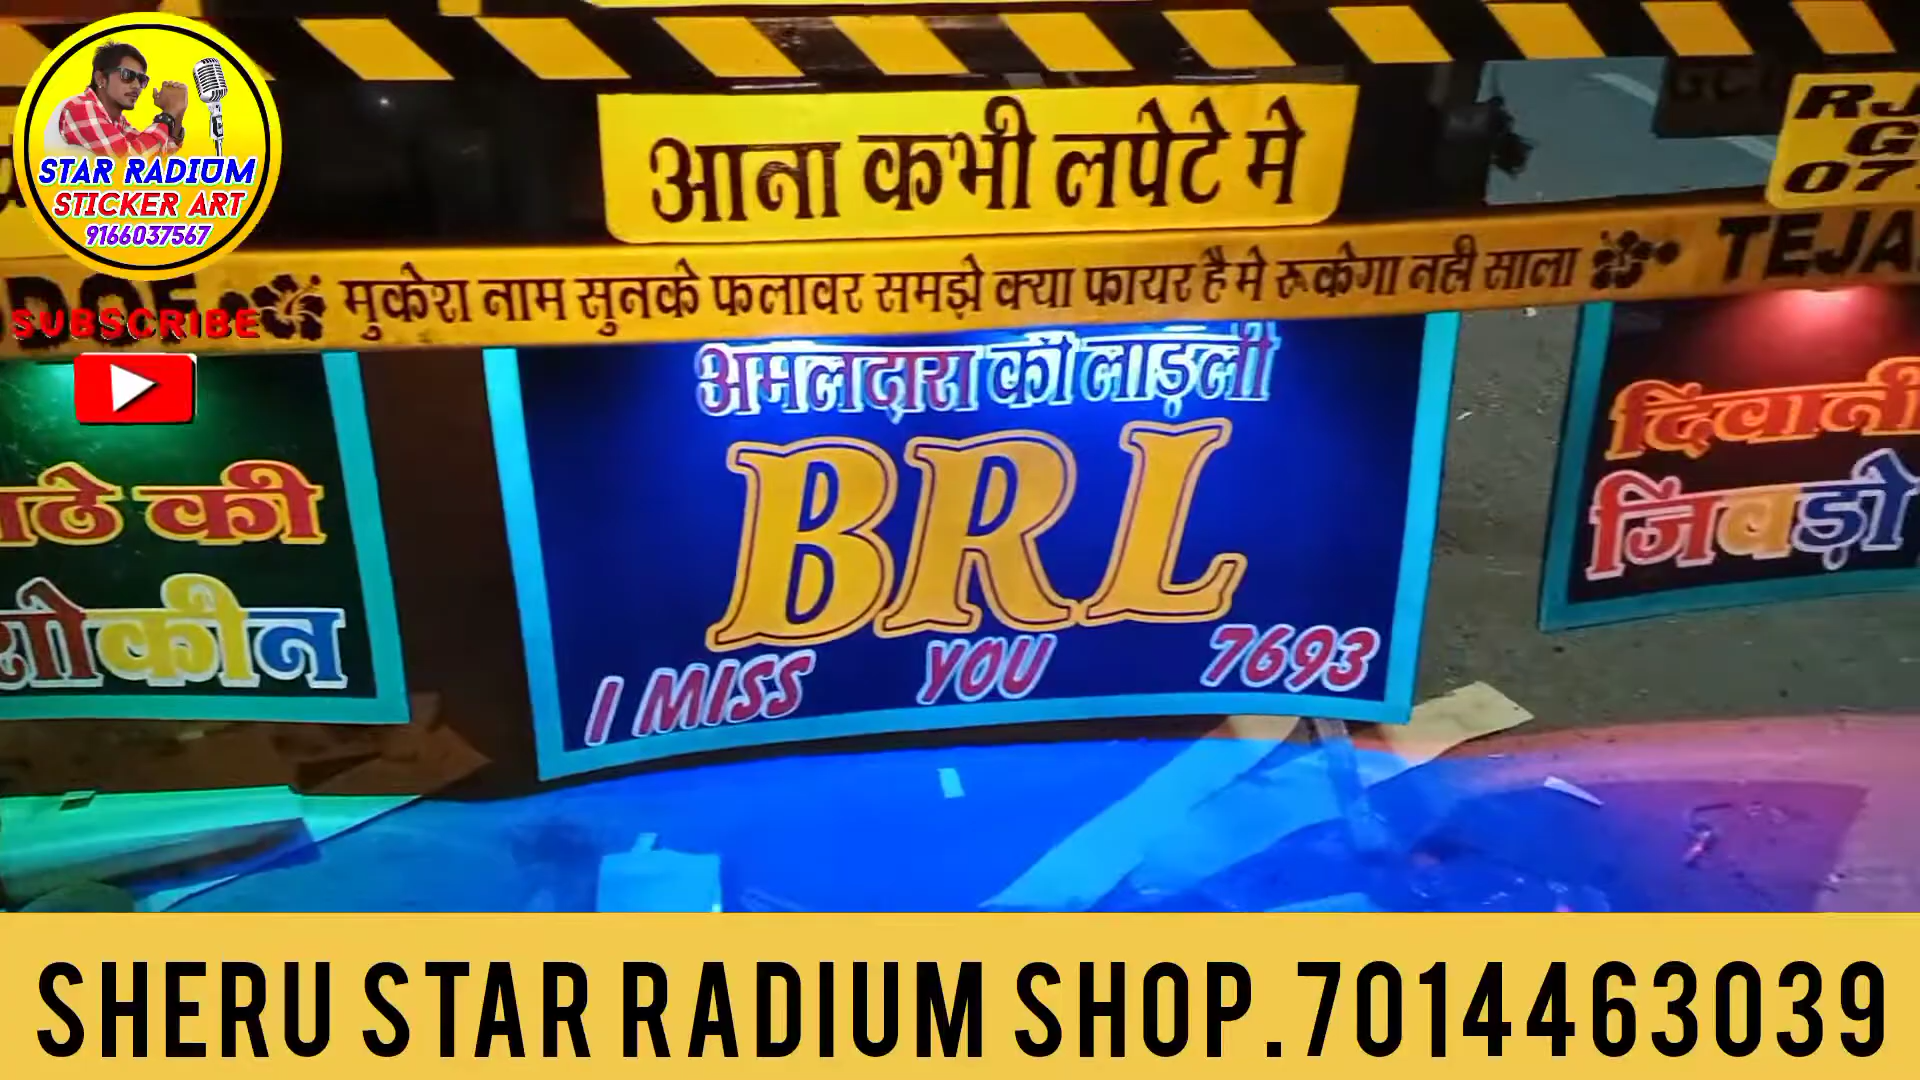 STAR RADIUM
STICKER ART
9166037567
SUBSCRIBE
आना कभी लपेटे मे
RJ
G
07
मुकेश नाम सुनके फलावर समझे क्या फायर है मे रूकेगा नही साला
TEJA
अमलदारा की लाड़ली
BRL
I MISS YOU 7693
की
शोकीन
दिवानी
जिवड़ो
SHERU STAR RADIUM SHOP.7014463039